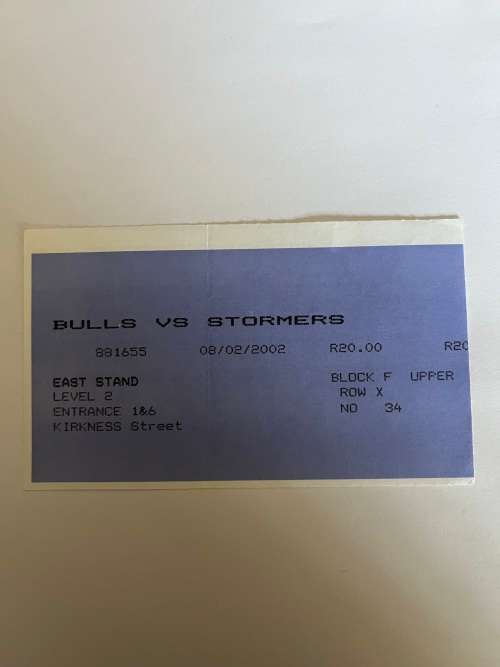 BULLS VS STORMERS
881655 08/02/2002 R20.00 R20
EAST STAND BLOCK F UPPER
LEVEL 2 ROW X
ENTRANCE 1&6 NO 34
KIRKNESS Street